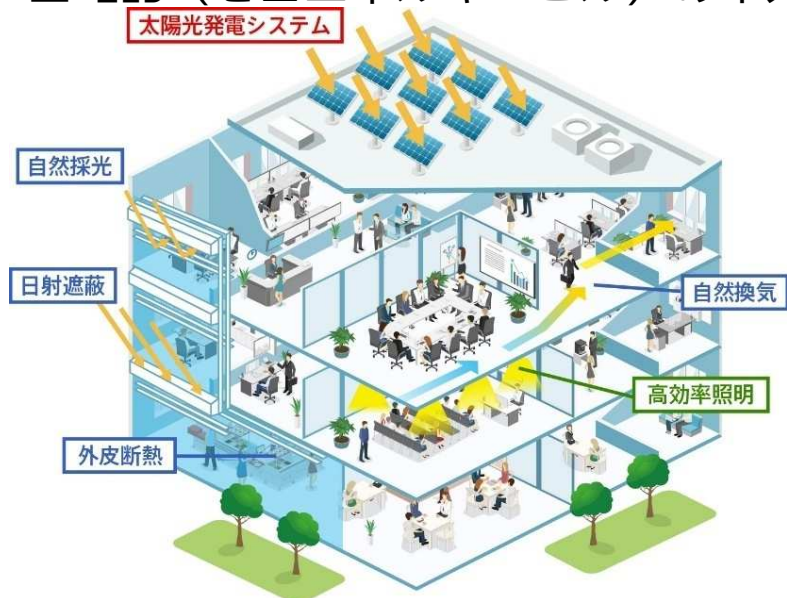 太陽光発電システム
自然採光
日射遮蔽
自然換気
高効率照明
外皮断熱